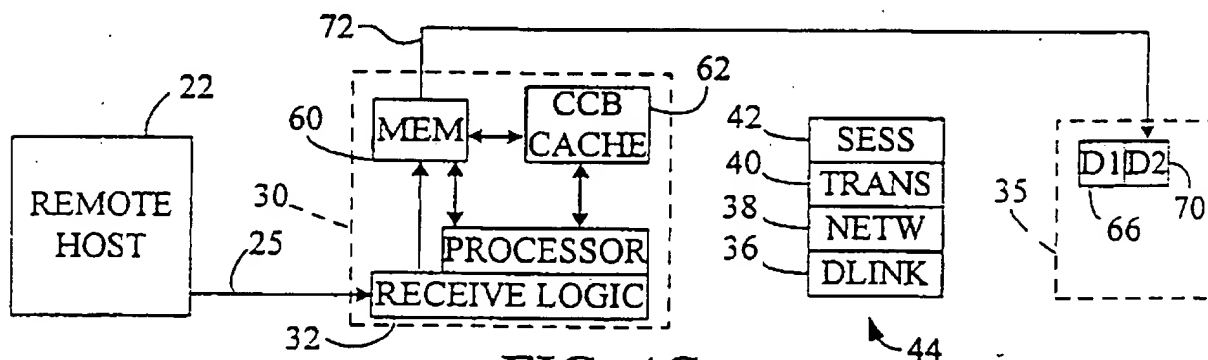 72
22
62
60
MEM
CCB
CACHE
42
SESS
REMOTE
HOST
30
40
TRANS
35
D1 D2
70
66
25
PROCESSOR
38
NETW
RECEIVE LOGIC
36
DLINK
32
44